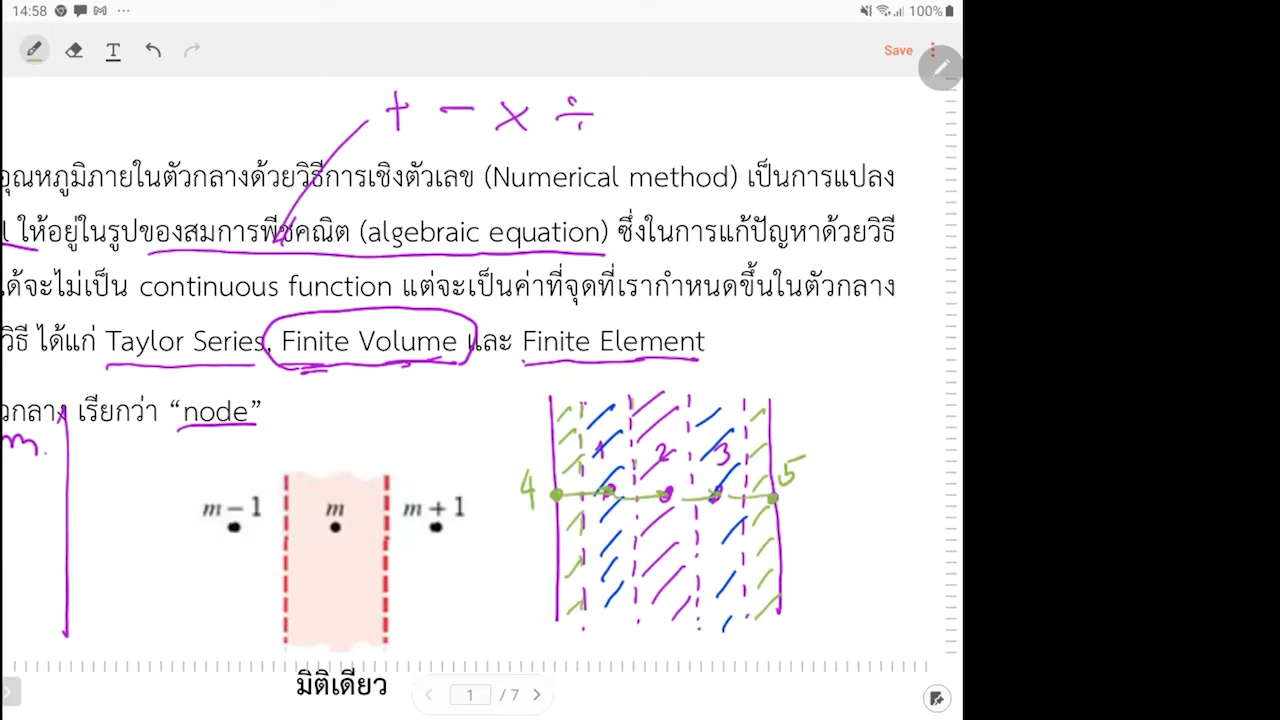 14:58
100%
Save
+ - × ÷
อุณหภูมิภายในตัวกลางด้วยวิธีการเชิงหัวเลข (Numerical method) เป็นการแปลง
ให้อยู่ในรูปของสมการพีชคณิต (algebraic equation) ซึ่งในการแก้ปัญหาด้วยวิธี
ได้จะไม่เป็น continuous function แต่จะเป็นค่าที่จุดที่เรากำหนดขึ้นในตัวกลาง
วิธี ได้แก่ Taylor Series, Finite Volume และ Finite Element
เรียกว่า “node”
m.
1 2 3
4 5
m − 1 m m + 1
มิติเดียว
1 / 7